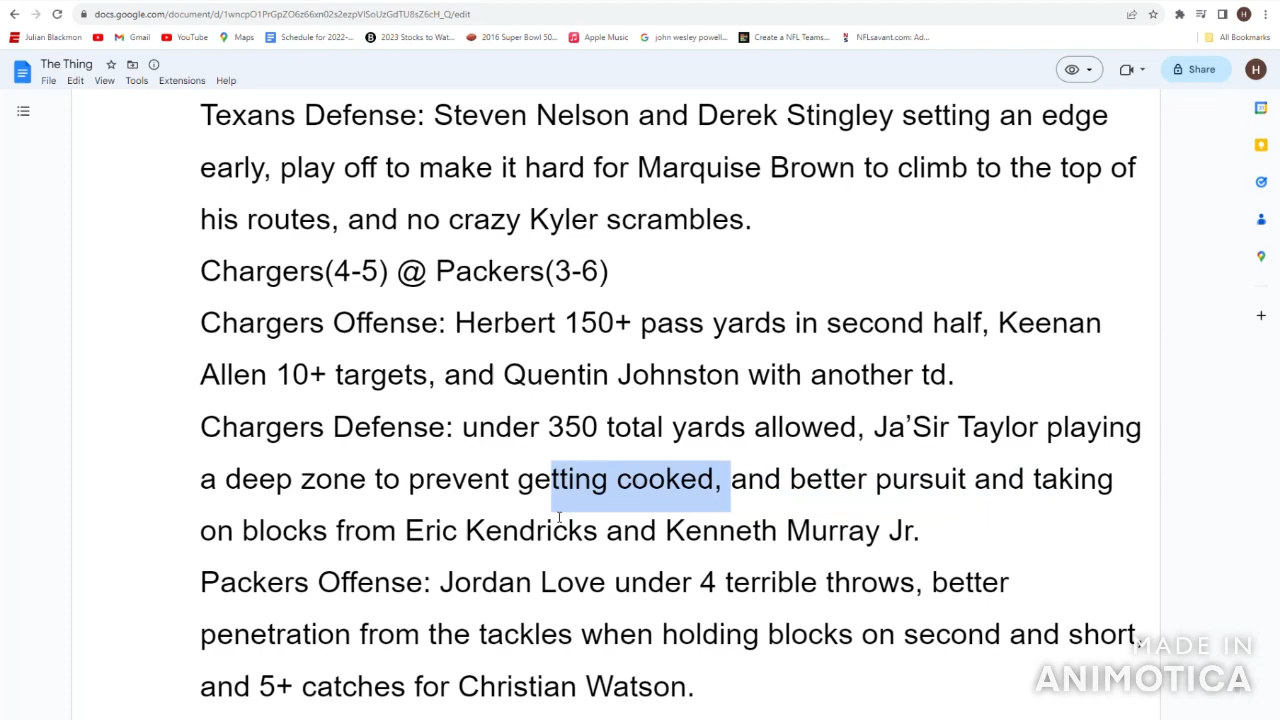 docs.google.com/document/d/1wncpO1PrGpZO6z66xn02s2ezpVlSoUzGdTU8sZ6cH_Q/edit
H
Julian Blackmon
Gmail
YouTube
Maps
Schedule for 2022-...
2023 Stocks to Wat...
2016 Super Bowl 50...
Apple Music
john wesley powell...
Create a NFL Teams...
NFLsavant.com: Ad...
All Bookmarks
The Thing
File Edit View Tools Extensions Help
Share
H
Texans Defense: Steven Nelson and Derek Stingley setting an edge
early, play off to make it hard for Marquise Brown to climb to the top of
his routes, and no crazy Kyler scrambles.
Chargers(4-5) @ Packers(3-6)
Chargers Offense: Herbert 150+ pass yards in second half, Keenan
Allen 10+ targets, and Quentin Johnston with another td.
Chargers Defense: under 350 total yards allowed, Ja’Sir Taylor playing
a deep zone to prevent getting cooked, and better pursuit and taking
on blocks from Eric Kendricks and Kenneth Murray Jr.
Packers Offense: Jordan Love under 4 terrible throws, better
penetration from the tackles when holding blocks on second and short,
and 5+ catches for Christian Watson.
MADE IN
ANIMOTICA